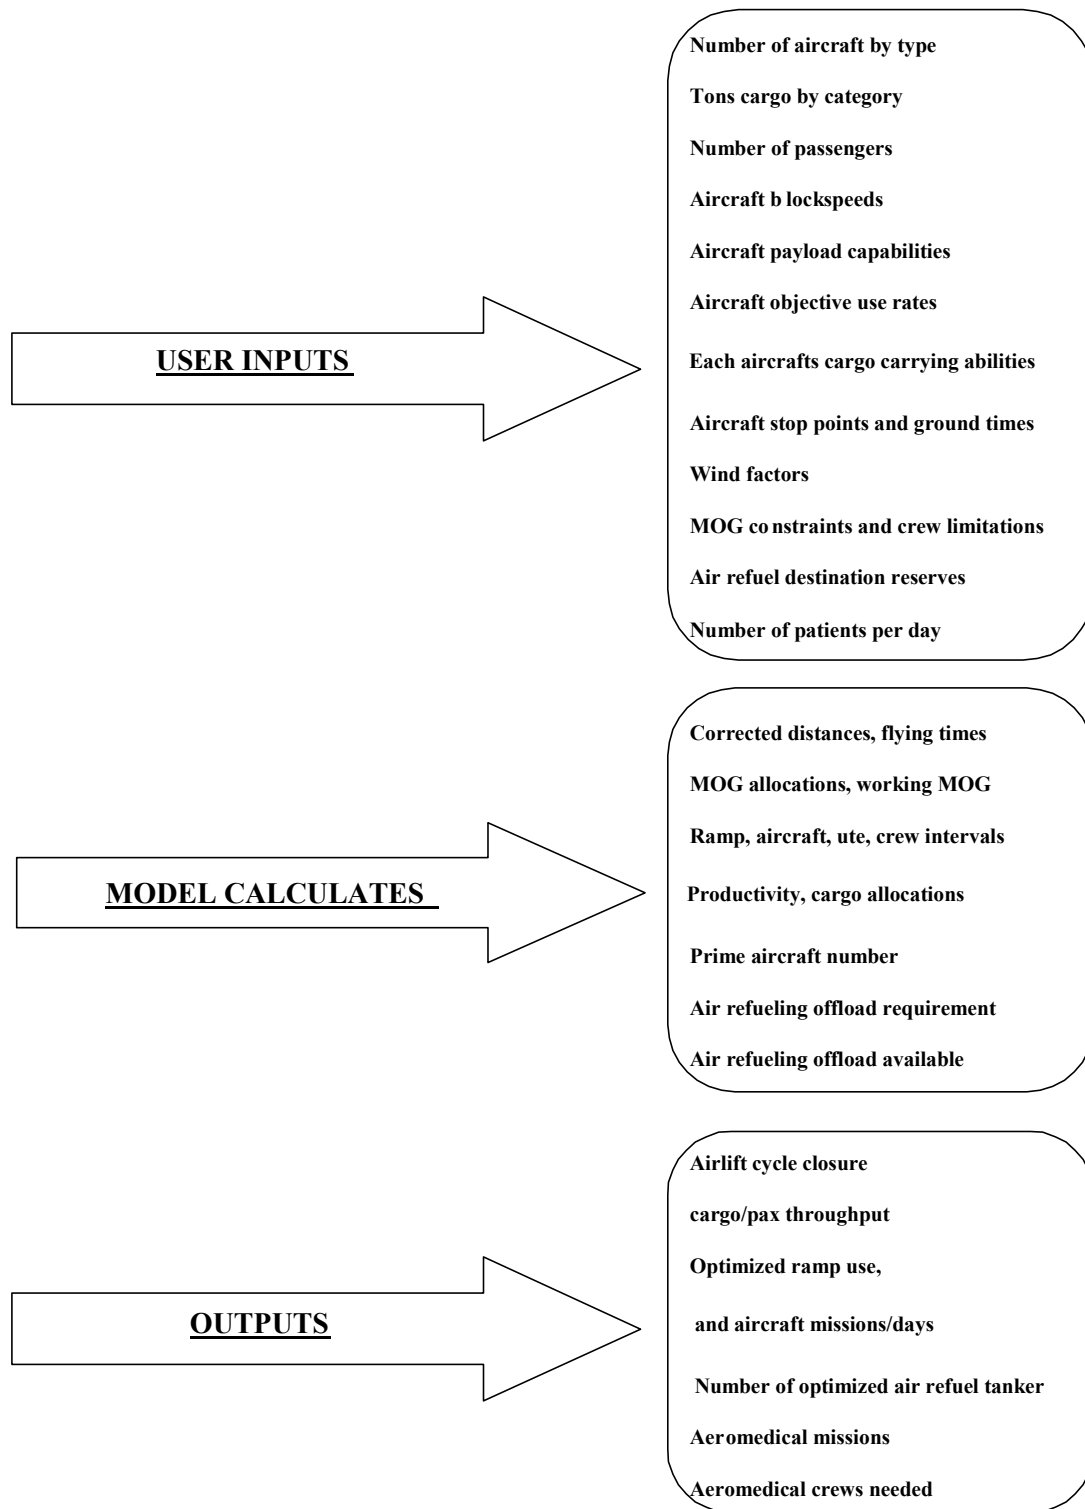 Number of aircraft by type
Tons cargo by category
Number of passengers
Aircraft b lockspeeds
Aircraft payload capabilities
Aircraft objective use rates
USER INPUTS
Each aircrafts cargo carrying abilities
Aircraft stop points and ground times
Wind factors
MOG constraints and crew limitations
Air refuel destination reserves
Number of patients per day
Corrected distances, flying times
MOG allocations, working MOG
Ramp, aircraft, ute, crew intervals
MODEL CALCULATES
Productivity, cargo allocations
Prime aircraft number
Air refueling offload requirement
Air refueling offload available
Airlift cycle closure
cargo/pax throughput
Optimized ramp use,
OUTPUTS
and aircraft missions/days
Number of optimized air refuel tanker
Aeromedical missions
Aeromedical crews needed